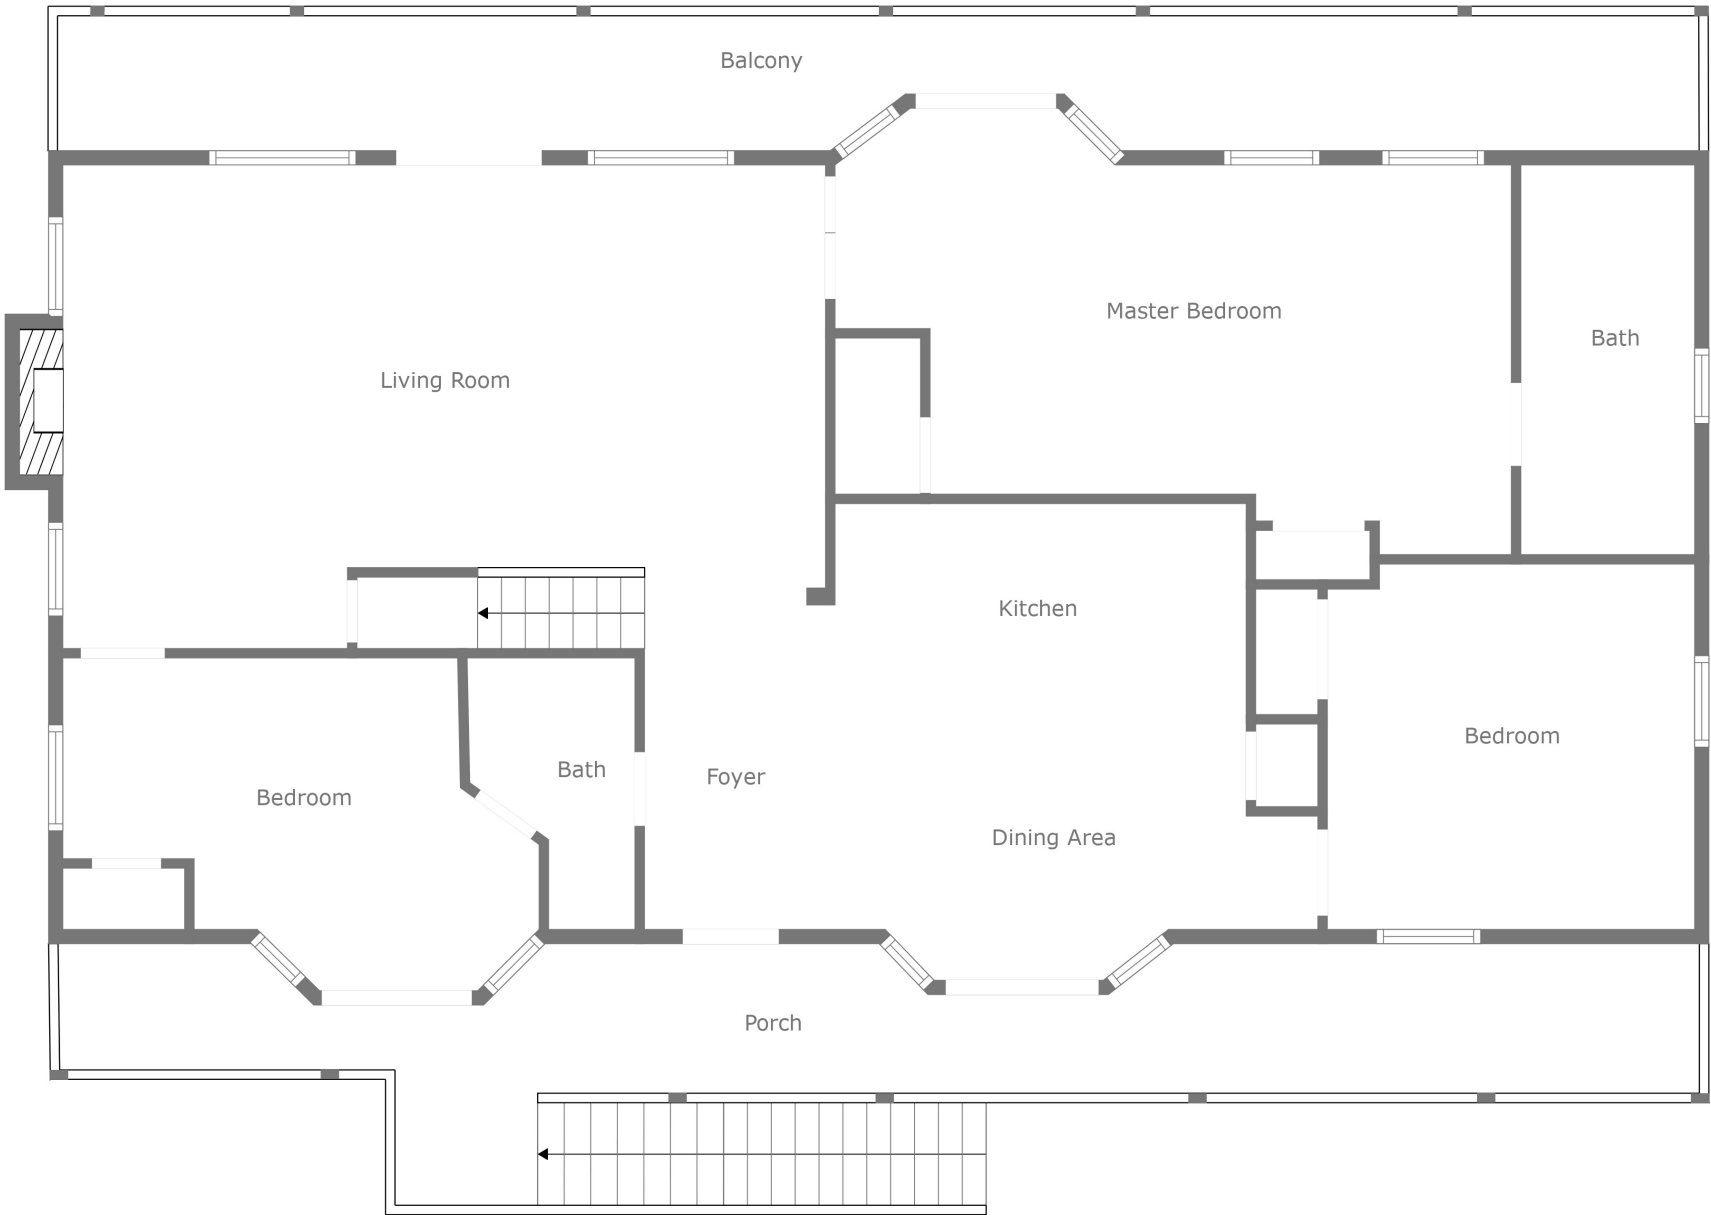 Balcony
Master Bedroom
Bath
Living Room
Kitchen
Bedroom
Bath
Foyer
Bedroom
Dining Area
Porch